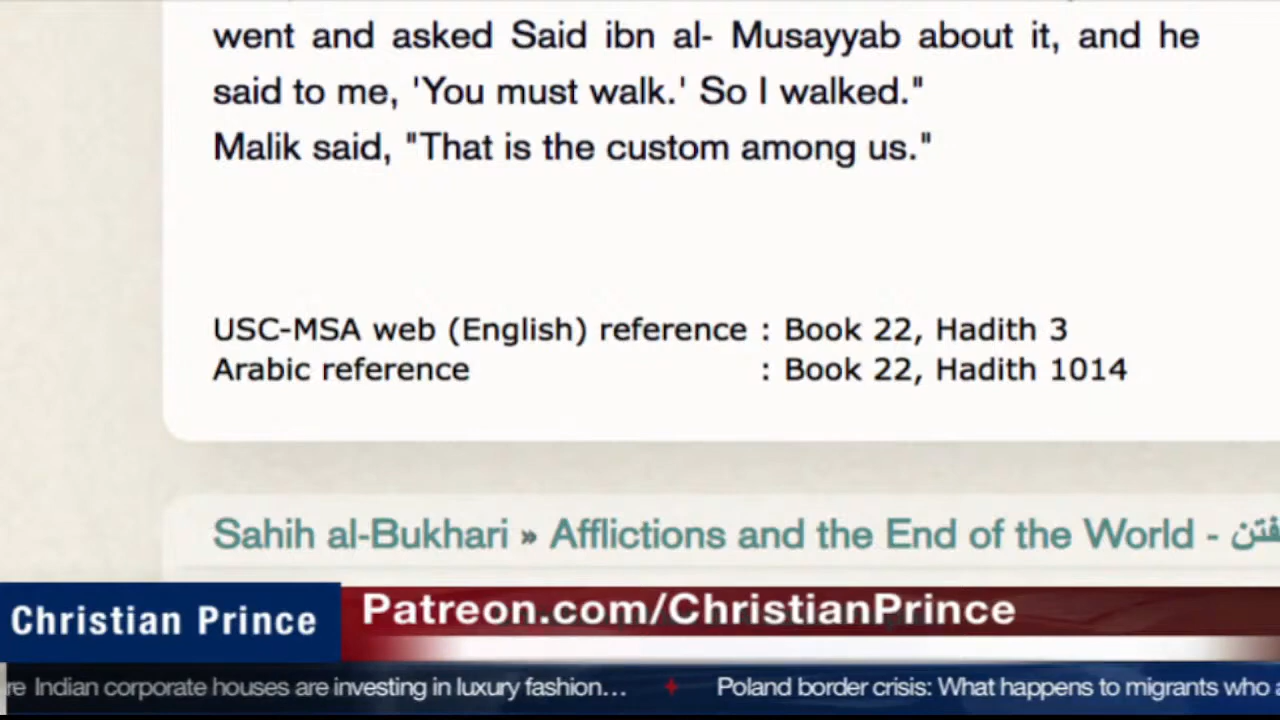 went and asked Said ibn al- Musayyab about it, and he
said to me, 'You must walk.' So I walked."
Malik said, "That is the custom among us."
USC-MSA web (English) reference : Book 22, Hadith 3
Arabic reference : Book 22, Hadith 1014
Sahih al-Bukhari » Afflictions and the End of the World -
Christian Prince
Patreon.com/ChristianPrince
re Indian corporate houses are investing in luxury fashion...
Poland border crisis: What happens to migrants who a